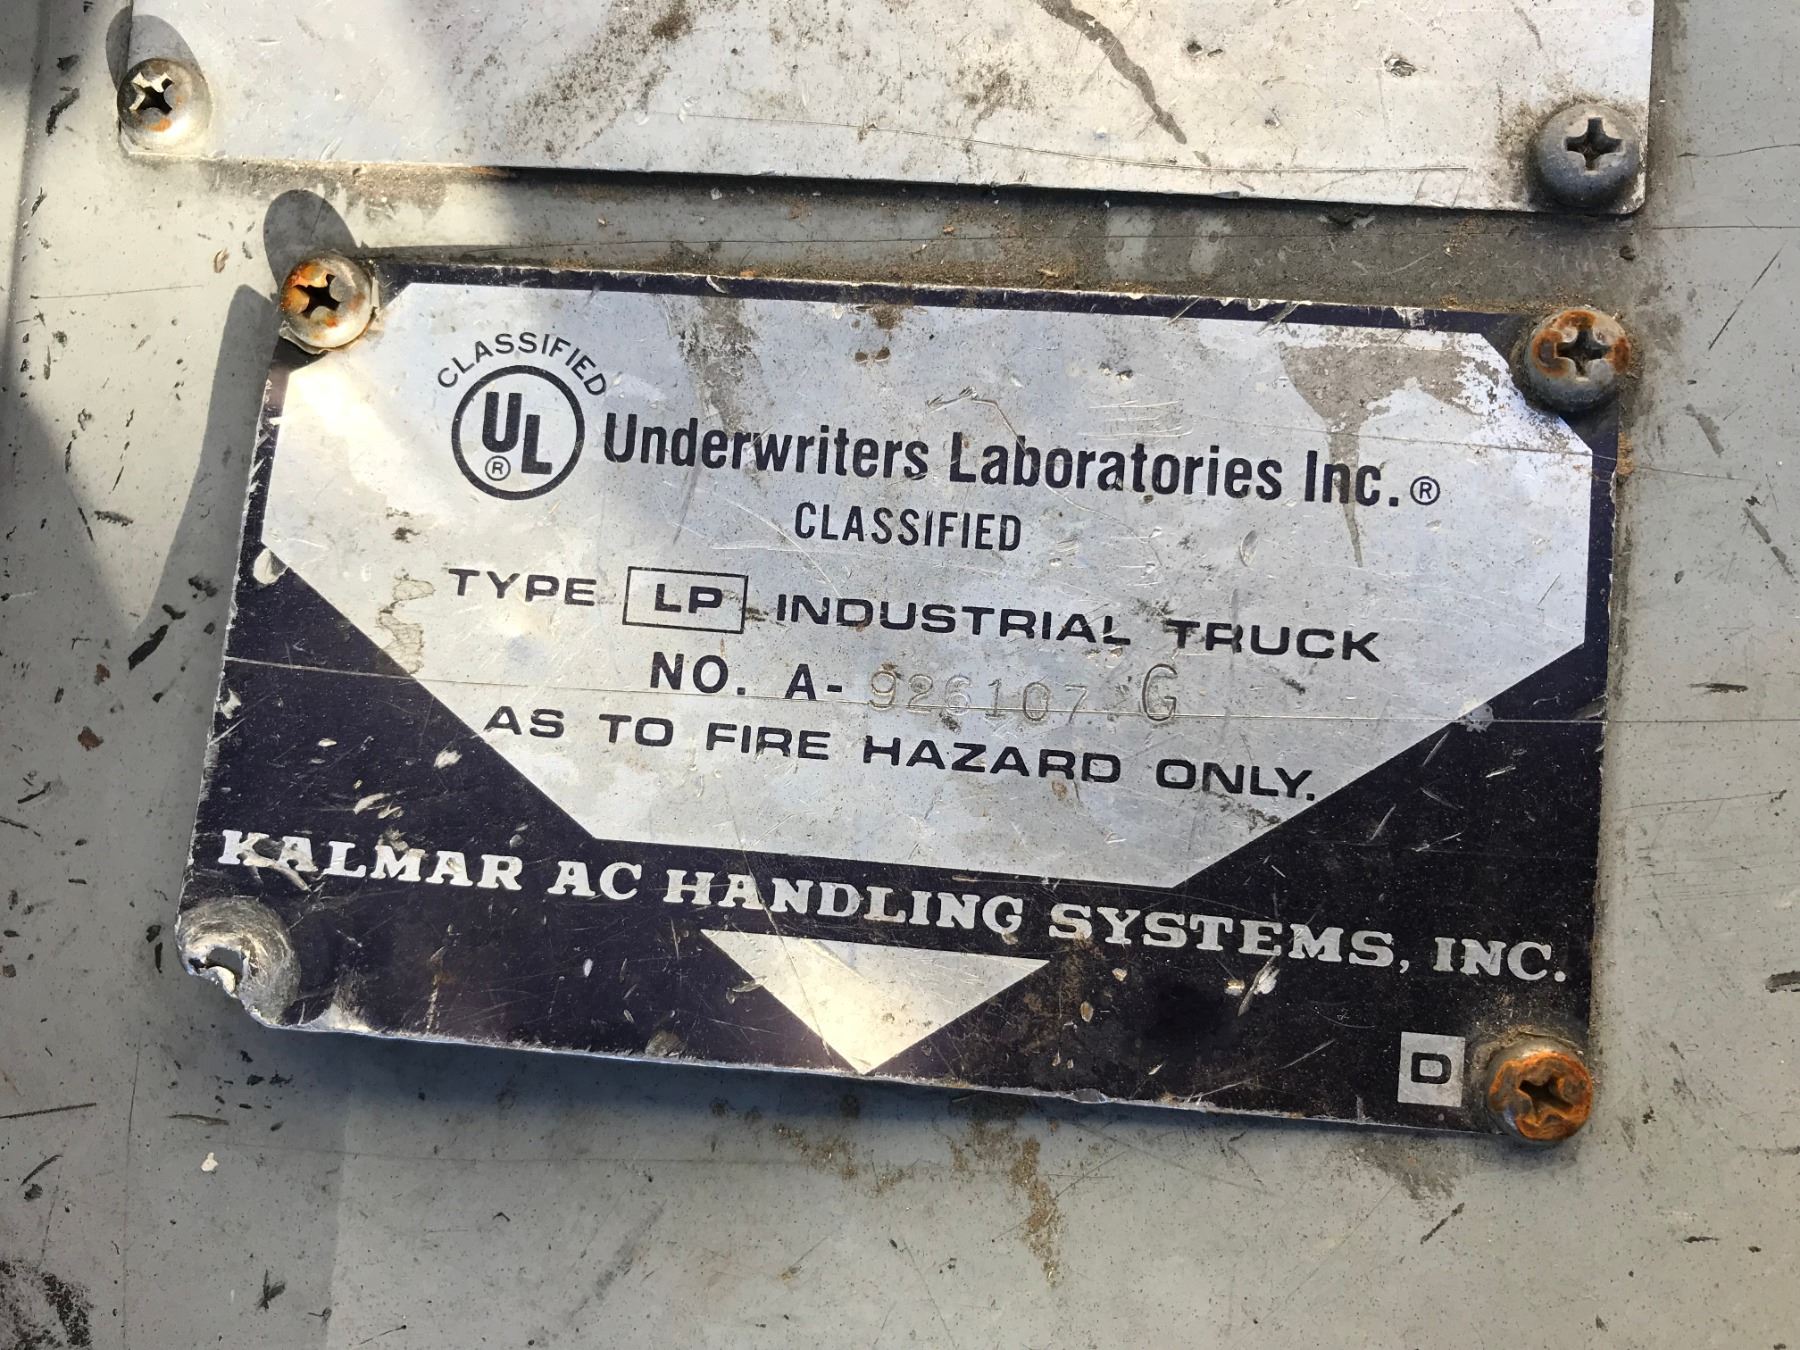 CLASSIFIED
UL ®
Underwriters Laboratories Inc.®
CLASSIFIED
TYPE LP INDUSTRIAL TRUCK
NO. A-926107 G
AS TO FIRE HAZARD ONLY.
KALMAR AC HANDLING SYSTEMS, INC.
D